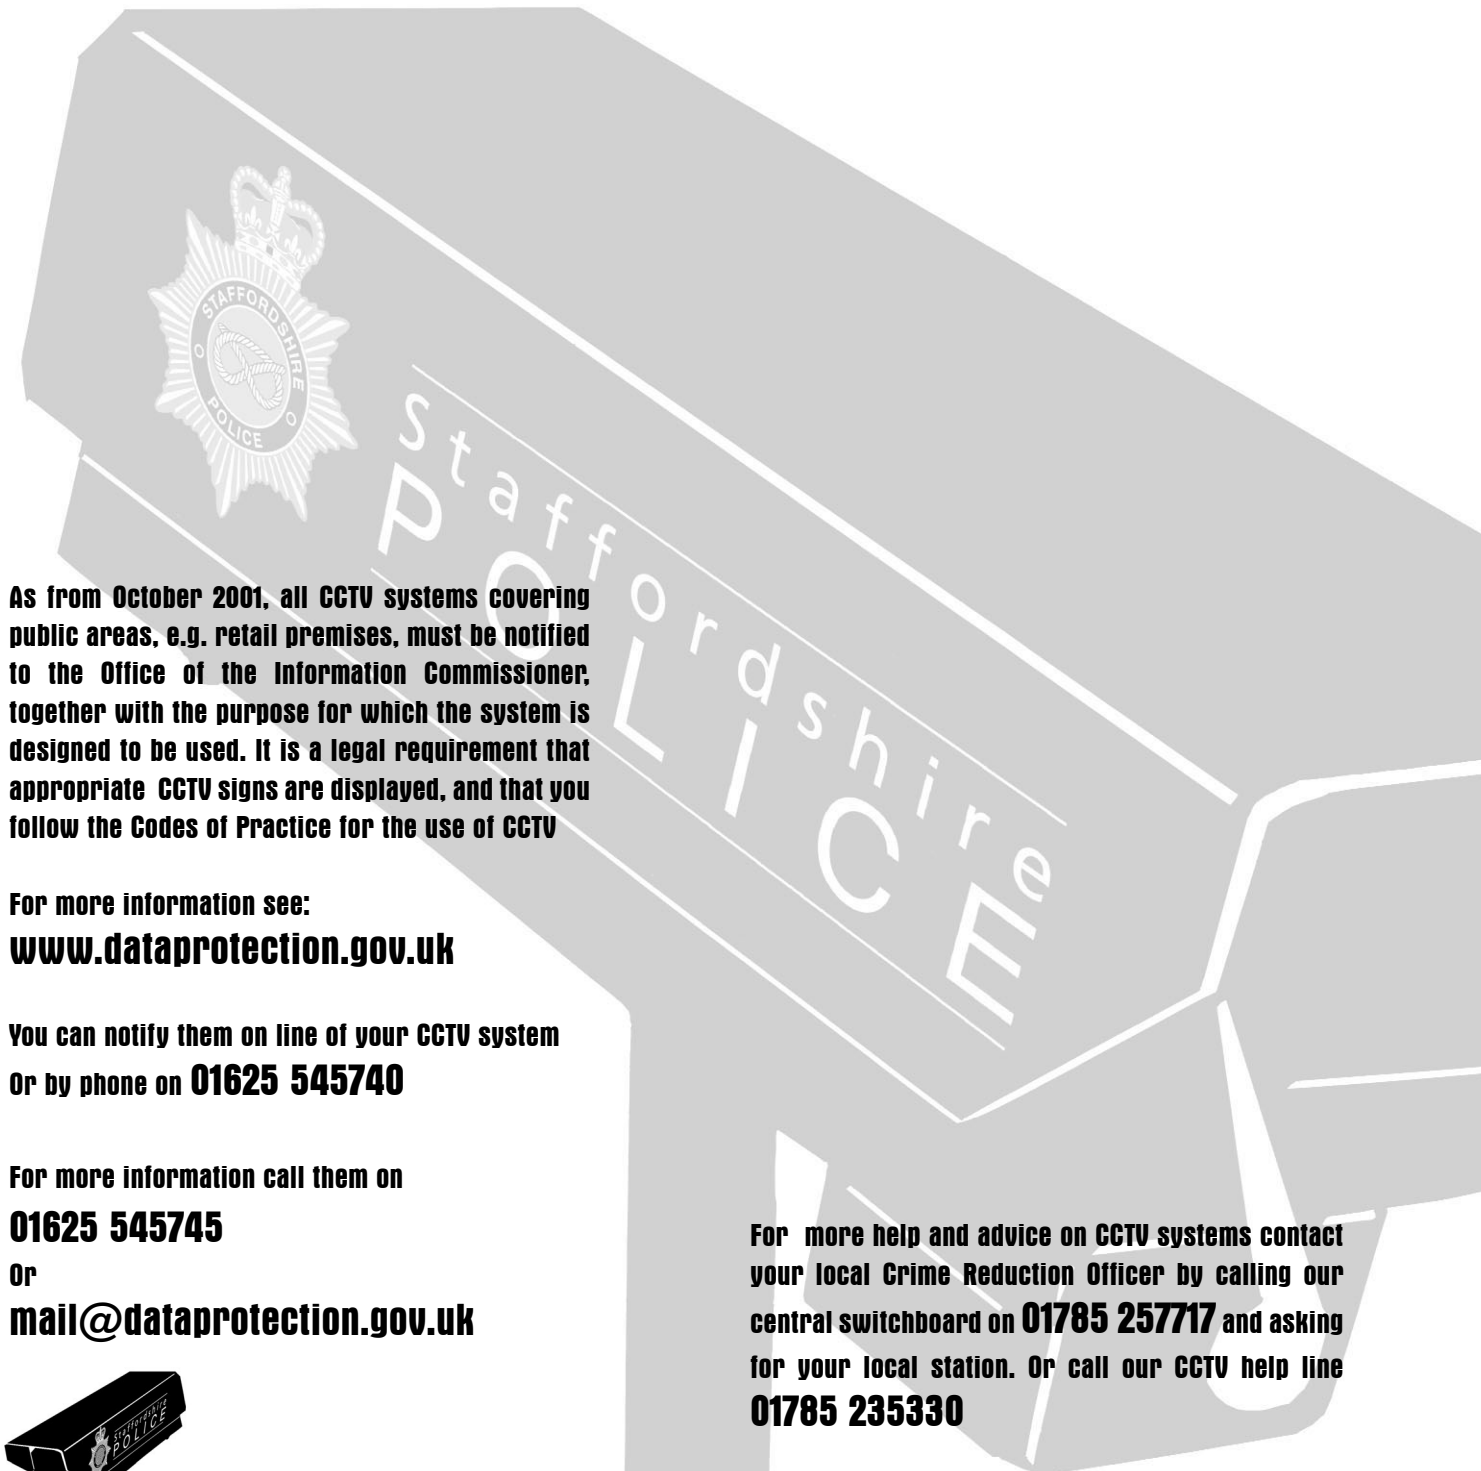 STAFFORDSHIRE
POLICE
Staffordshire
POLICE
As from October 2001, all CCTV systems covering
public areas, e.g. retail premises, must be notified
to the Office of the Information Commissioner,
together with the purpose for which the system is
designed to be used. It is a legal requirement that
appropriate CCTV signs are displayed, and that you
follow the Codes of Practice for the use of CCTV
For more information see:
www.dataprotection.gov.uk
You can notify them on line of your CCTV system
Or by phone on 01625 545740
For more information call them on
01625 545745
Or
mail@dataprotection.gov.uk
Staffordshire
POLICE
For more help and advice on CCTV systems contact
your local Crime Reduction Officer by calling our
central switchboard on 01785 257717 and asking
for your local station. Or call our CCTV help line
01785 235330